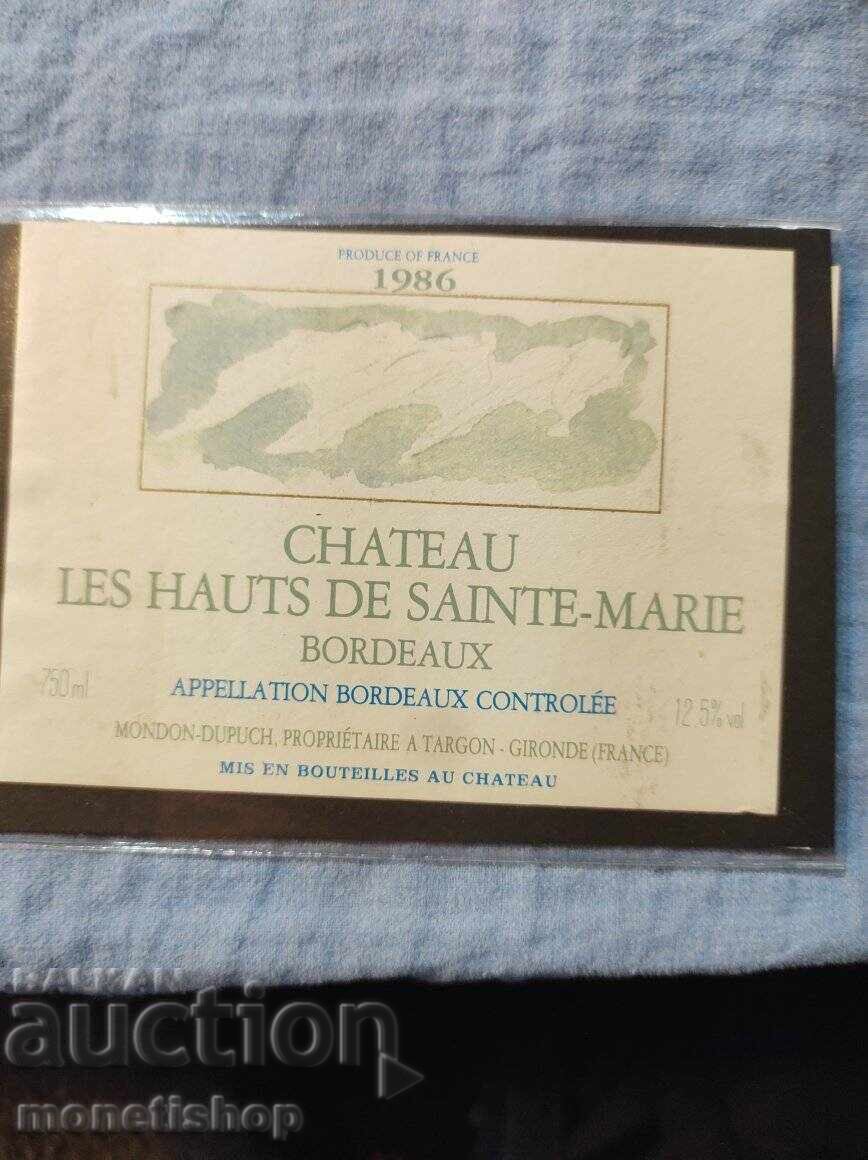 PRODUCE OF FRANCE
1986
CHATEAU
LES HAUTS DE SAINTE-MARIE
BORDEAUX
750ml
APPELLATION BORDEAUX CONTROLÉE
12.5% vol
MONDON-DUPUCH, PROPRIÉTAIRE A TARGON - GIRONDE (FRANCE)
MIS EN BOUTEILLES AU CHATEAU
BALKAN
auction
monetishop